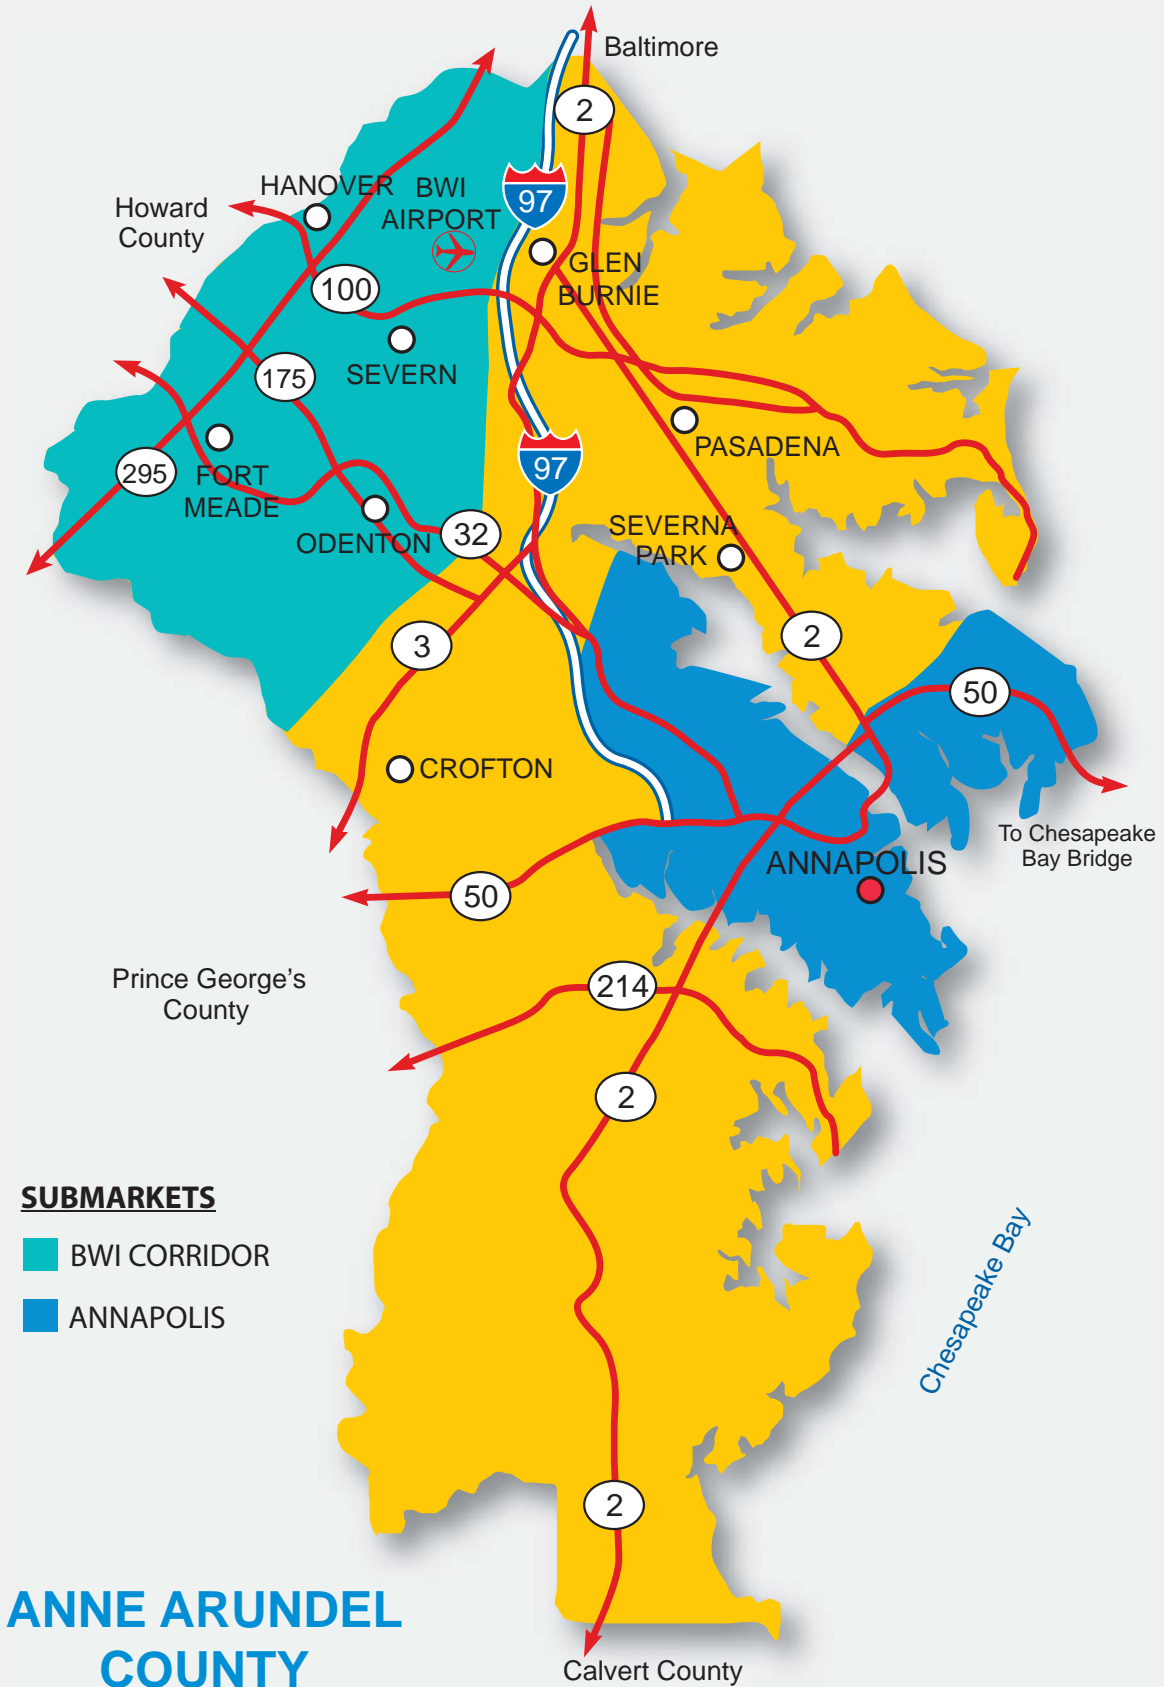 Baltimore
2
HANOVER
BWI
AIRPORT
97
Howard
County
GLEN
BURNIE
100
SEVERN
175
PASADENA
97
295
FORT
MEADE
ODENTON
32
SEVERNA
PARK
3
2
50
CROFTON
To Chesapeake
Bay Bridge
ANNAPOLIS
50
Prince George's
County
214
2
SUBMARKETS
BWI CORRIDOR
ANNAPOLIS
Chesapeake Bay
2
ANNE ARUNDEL
COUNTY
Calvert County